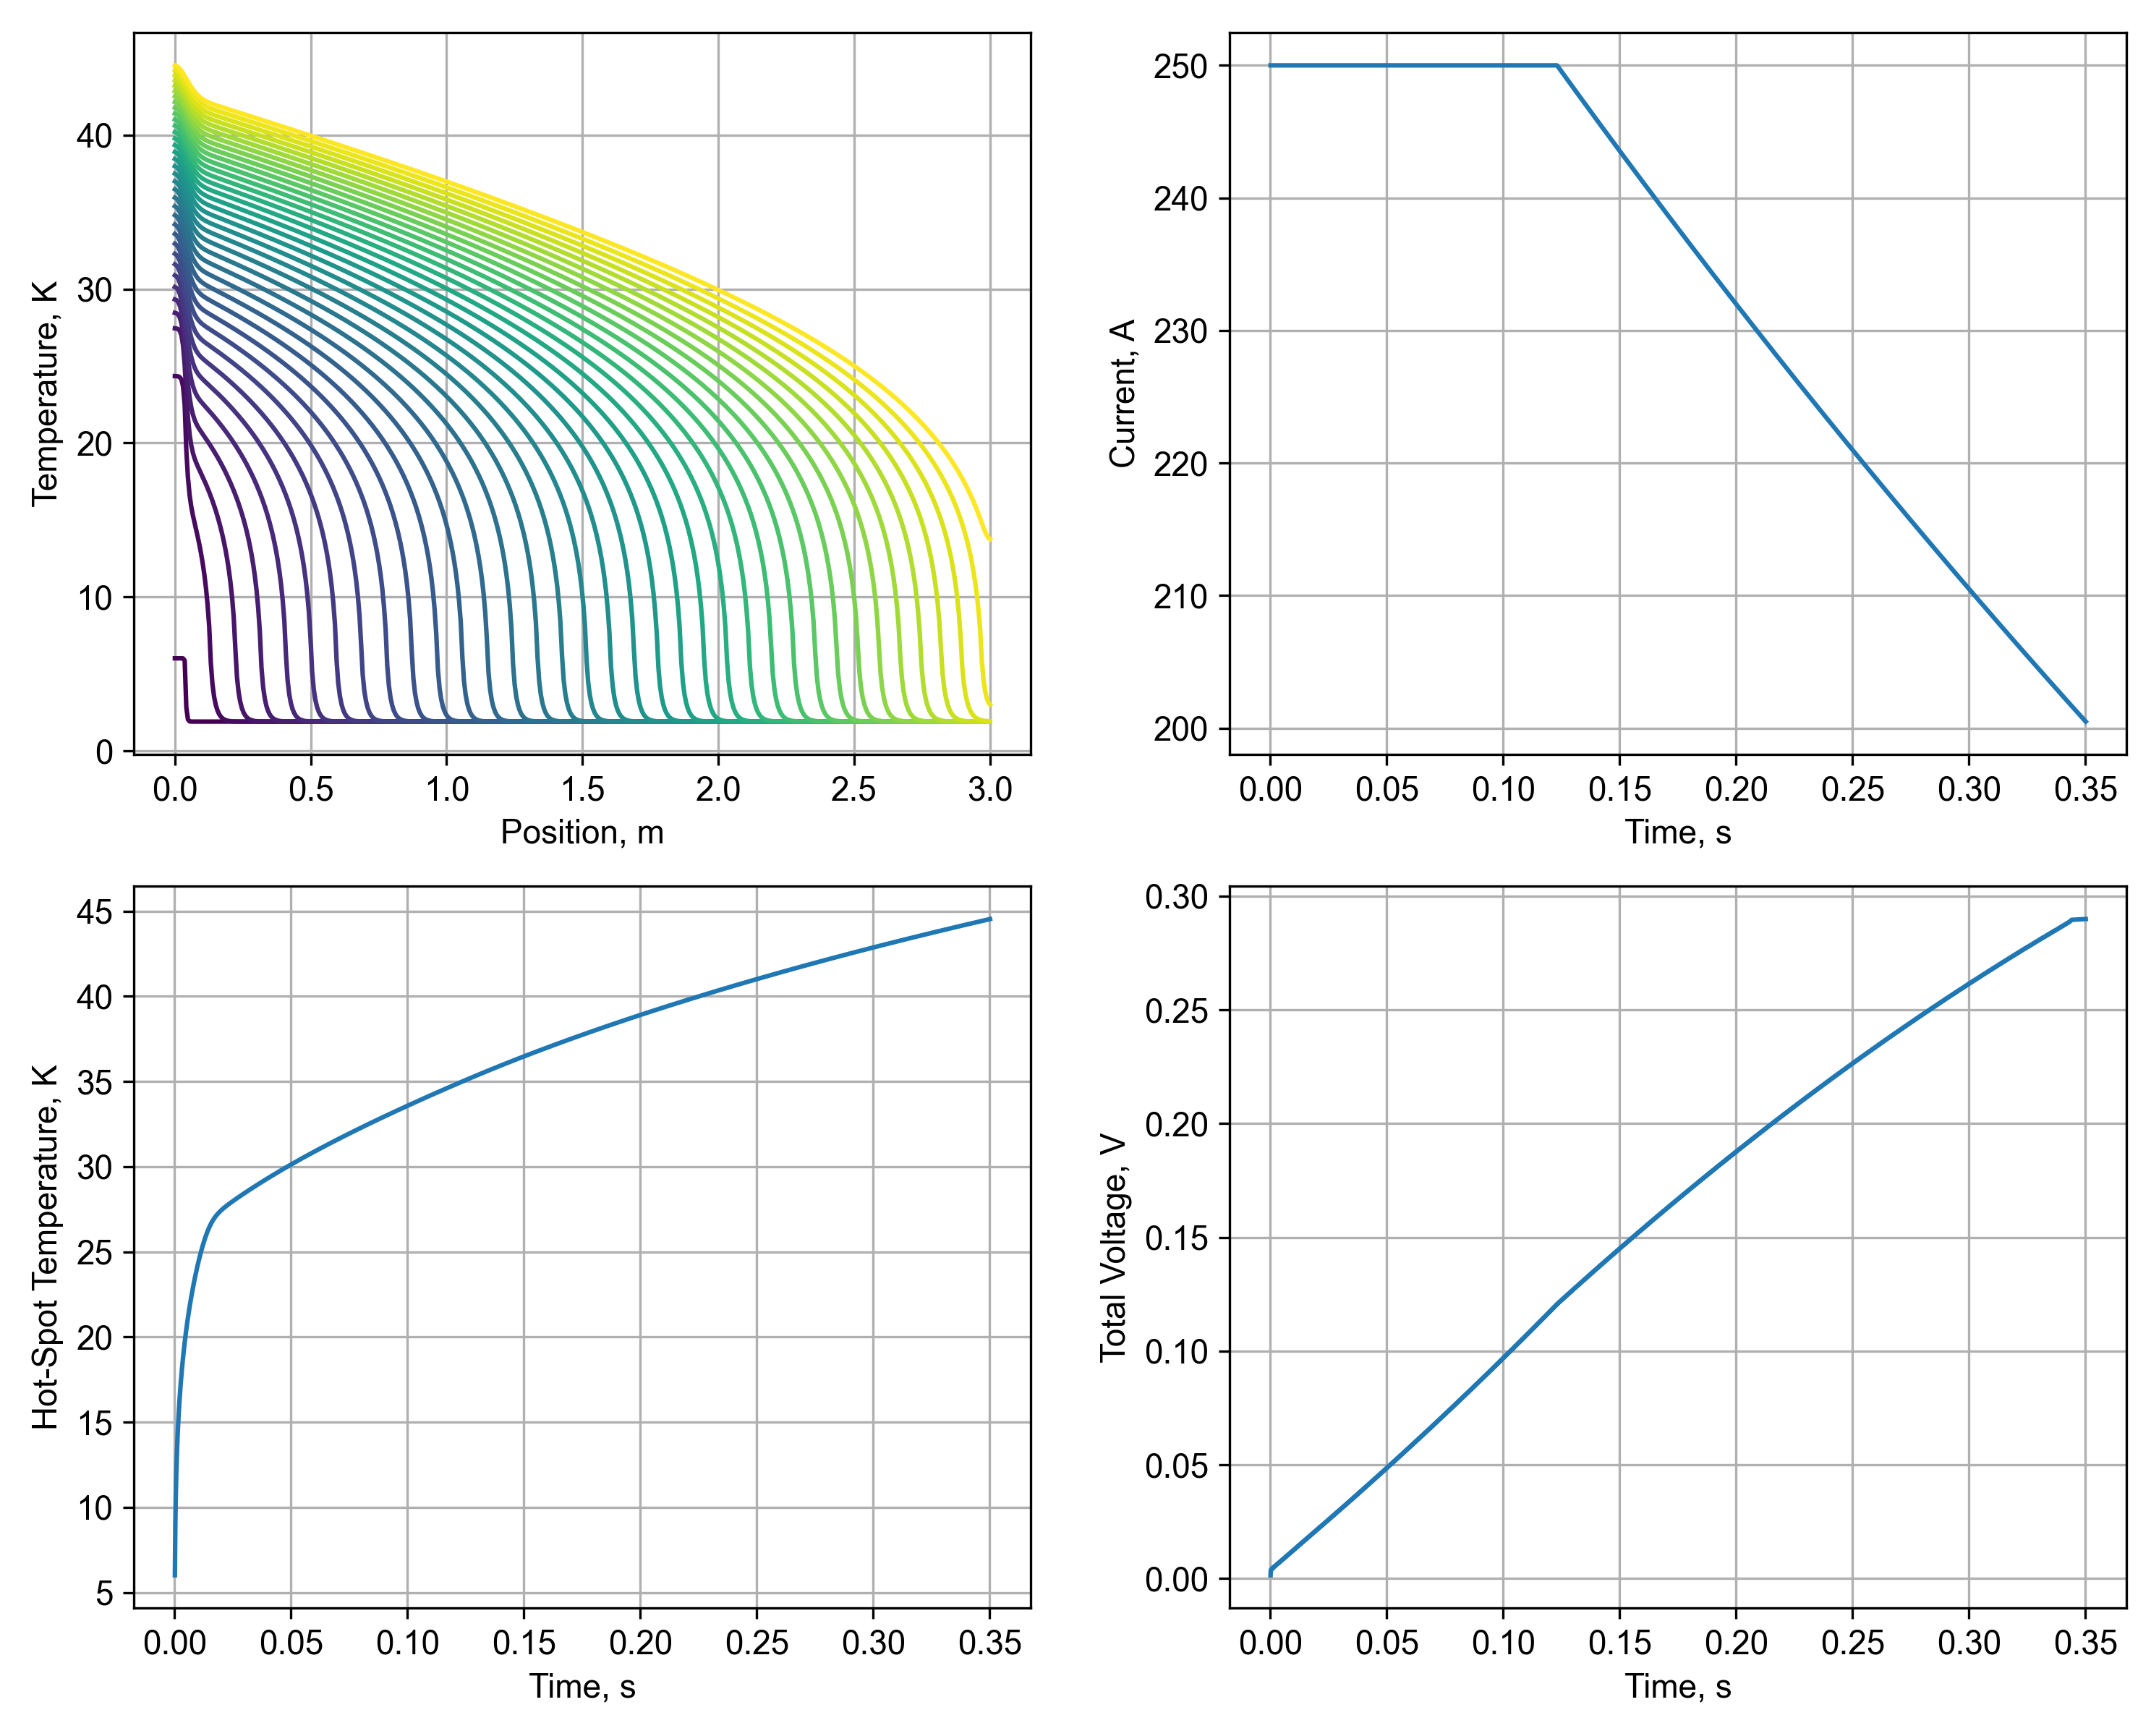 40
30
20
10
0
0.0 0.5 1.0 1.5 2.0 2.5 3.0
Position, m
Temperature, K
250
240
230
220
210
200
0.00 0.05 0.10 0.15 0.20 0.25 0.30 0.35
Time, s
Current, A
45
40
35
30
25
20
15
10
5
0.00 0.05 0.10 0.15 0.20 0.25 0.30 0.35
Time, s
Hot-Spot Temperature, K
0.30
0.25
0.20
0.15
0.10
0.05
0.00
0.00 0.05 0.10 0.15 0.20 0.25 0.30 0.35
Time, s
Total Voltage, V